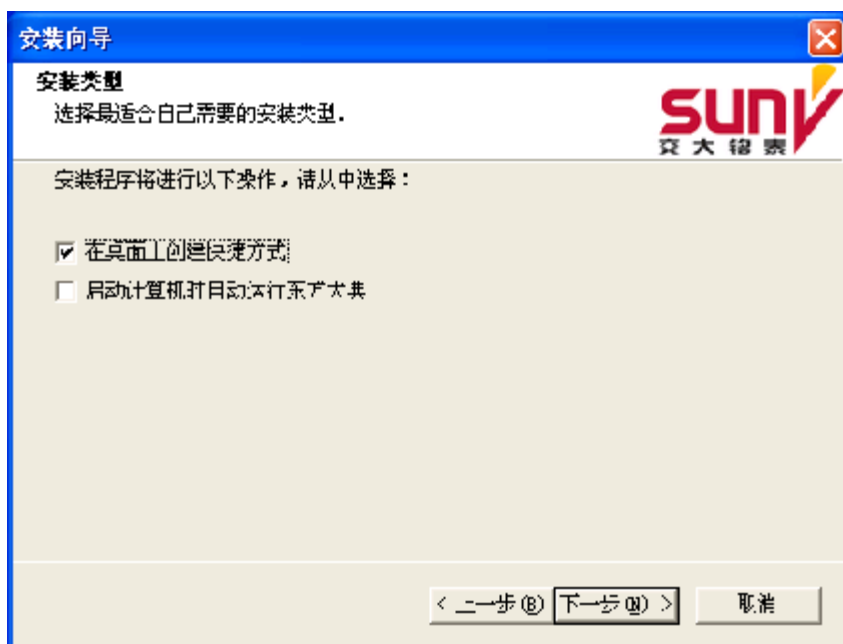 安装向导
安装类型
选择最适合自己需要的安装类型.
sunv
交大铭泰
安装程序将进行以下操作，请从中选择：
在桌面上创建快捷方式
启动计算机时自动运行东方大典
< 上一步(B) 下一步(N) > 取消